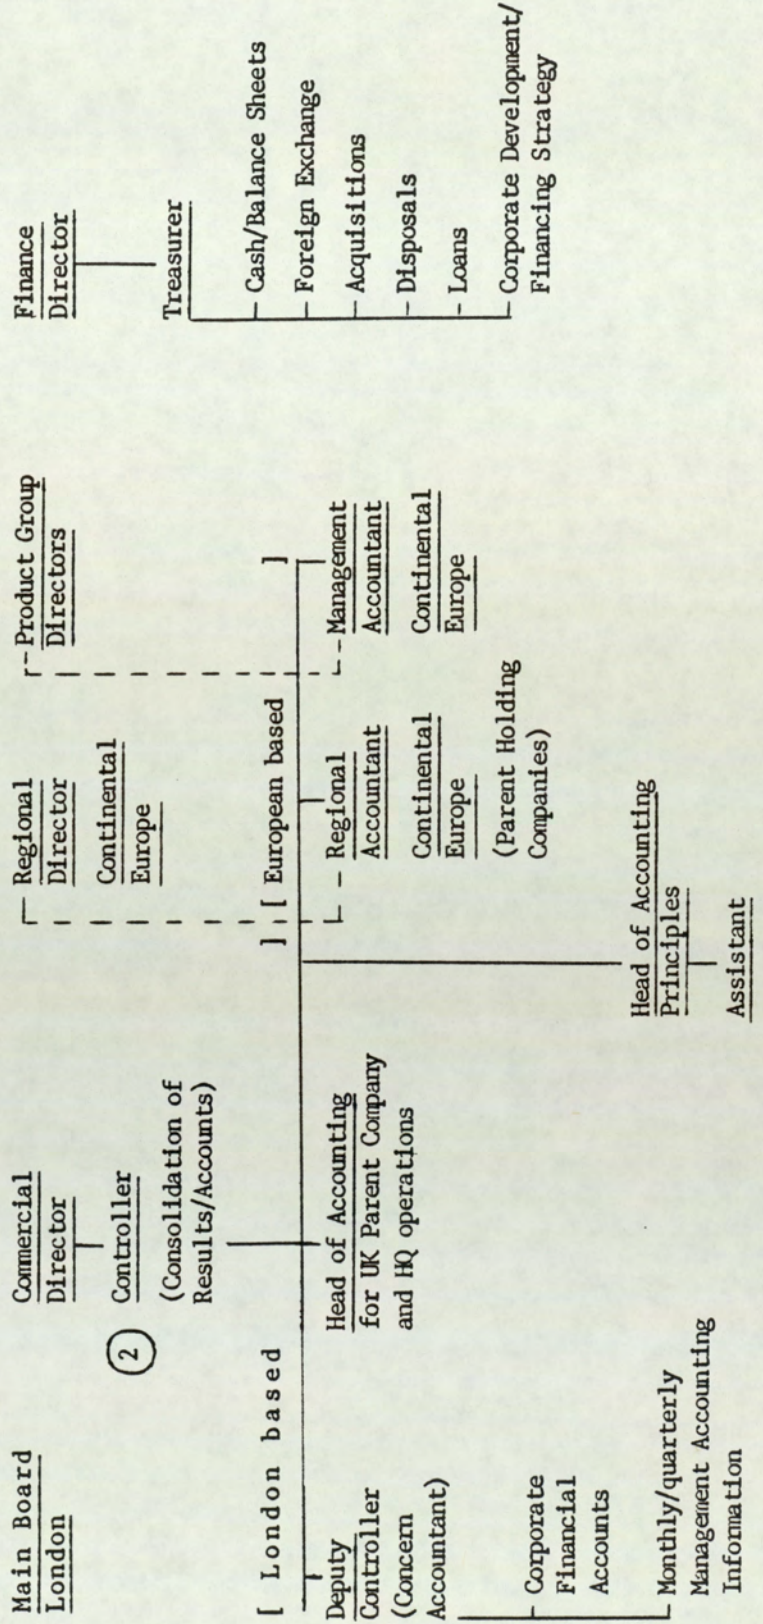 Main Board
London
Commercial
Director
Regional
Director
Continental
Europe
Product Group
Directors
Finance
Director
2
Controller
(Consolidation of
Results/Accounts)
Treasurer
Cash/Balance Sheets
Foreign Exchange
Acquisitions
Disposals
Loans
Corporate Development/
Financing Strategy
[ London based
] [ European based
]
Deputy
Controller
(Concern
Accountant)
Head of Accounting
for UK Parent Company
and HQ operations
Regional
Accountant
Continental
Europe
(Parent Holding
Companies)
Management
Accountant
Continental
Europe
Corporate
Financial
Accounts
Monthly/quarterly
Management Accounting
Information
Head of Accounting
Principles
Assistant